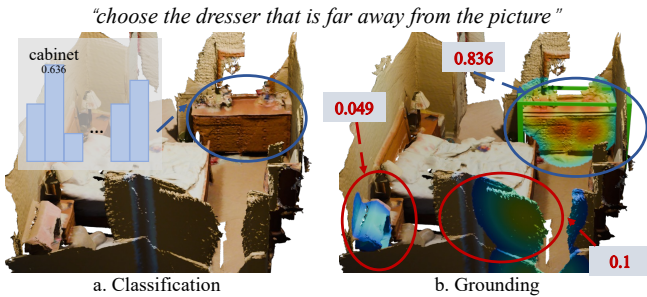 “choose the dresser that is far away from the picture”
cabinet
0.636
...
0.836
0.049
0.1
a. Classification
b. Grounding